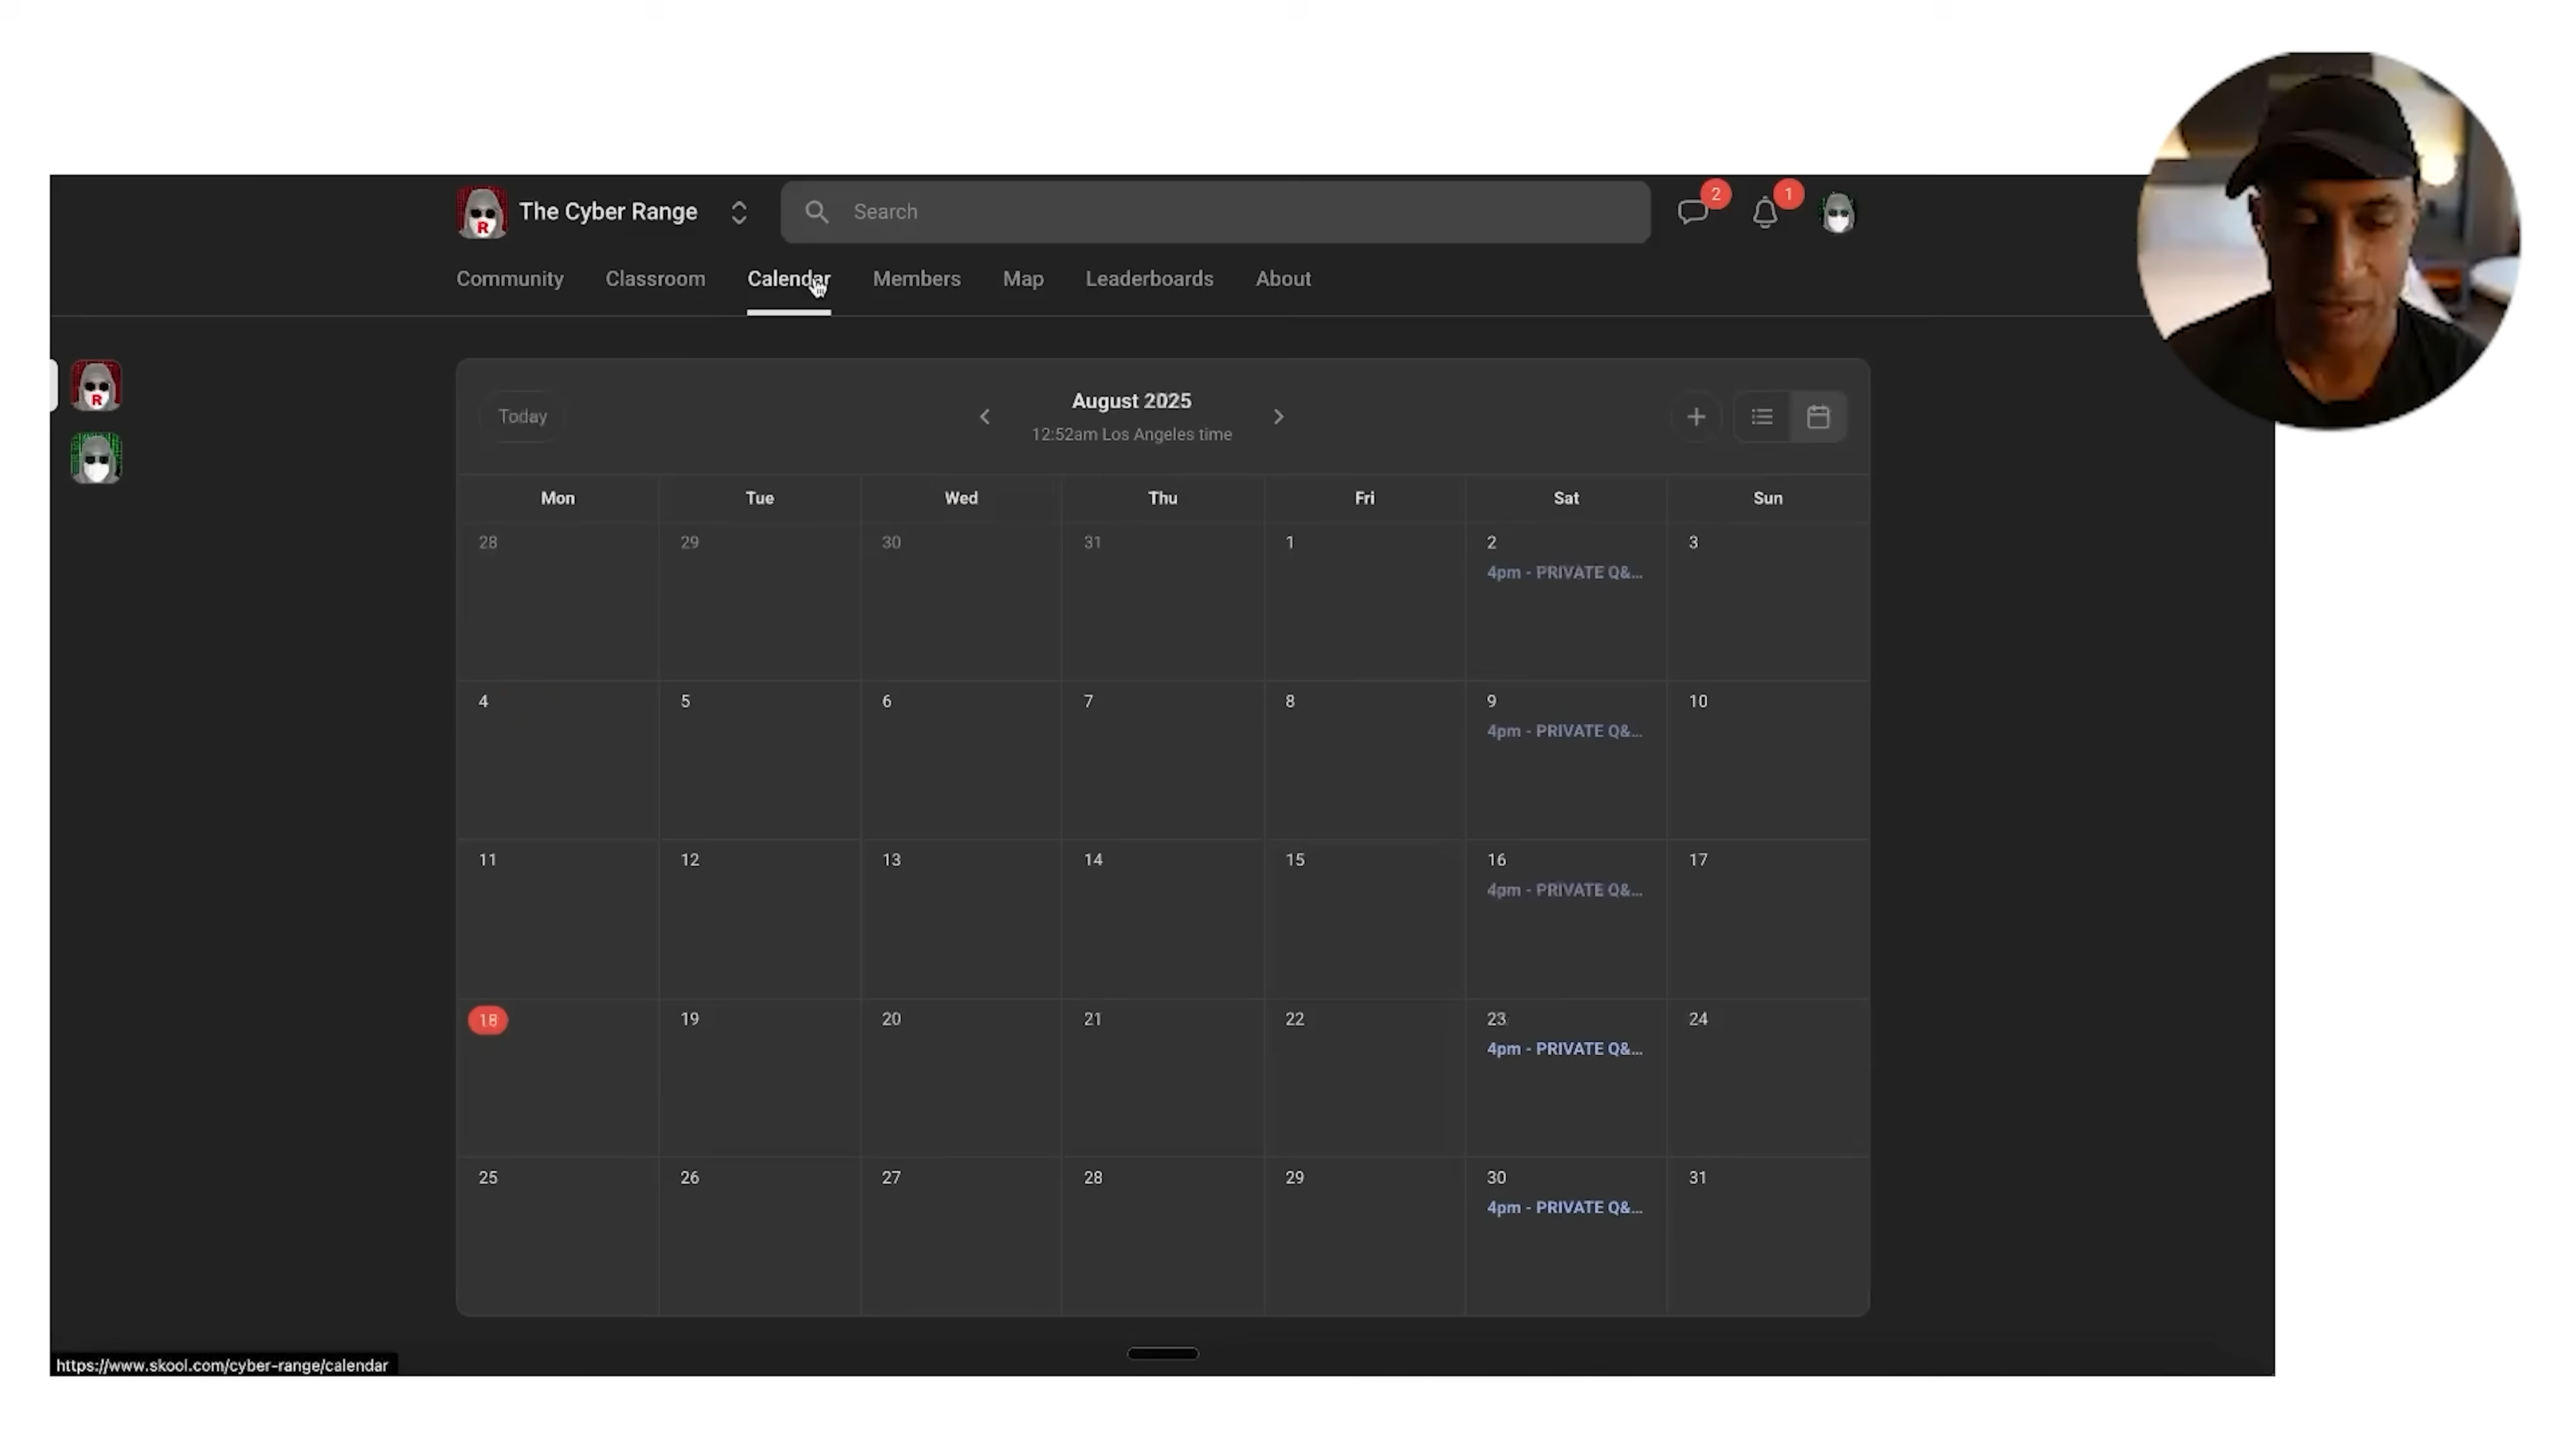 The Cyber Range
Search
2
1
R
Community Classroom Calendar Members Map Leaderboards About
R
Today
August 2025
12:52am Los Angeles time
Mon Tue Wed Thu Fri Sat Sun
28 29 30 31 1 2 3
4pm - PRIVATE Q&...
4 5 6 7 8 9 10
4pm - PRIVATE Q&...
11 12 13 14 15 16 17
4pm - PRIVATE Q&...
18 19 20 21 22 23 24
4pm - PRIVATE Q&...
25 26 27 28 29 30 31
4pm - PRIVATE Q&...
https://www.skool.com/cyber-range/calendar